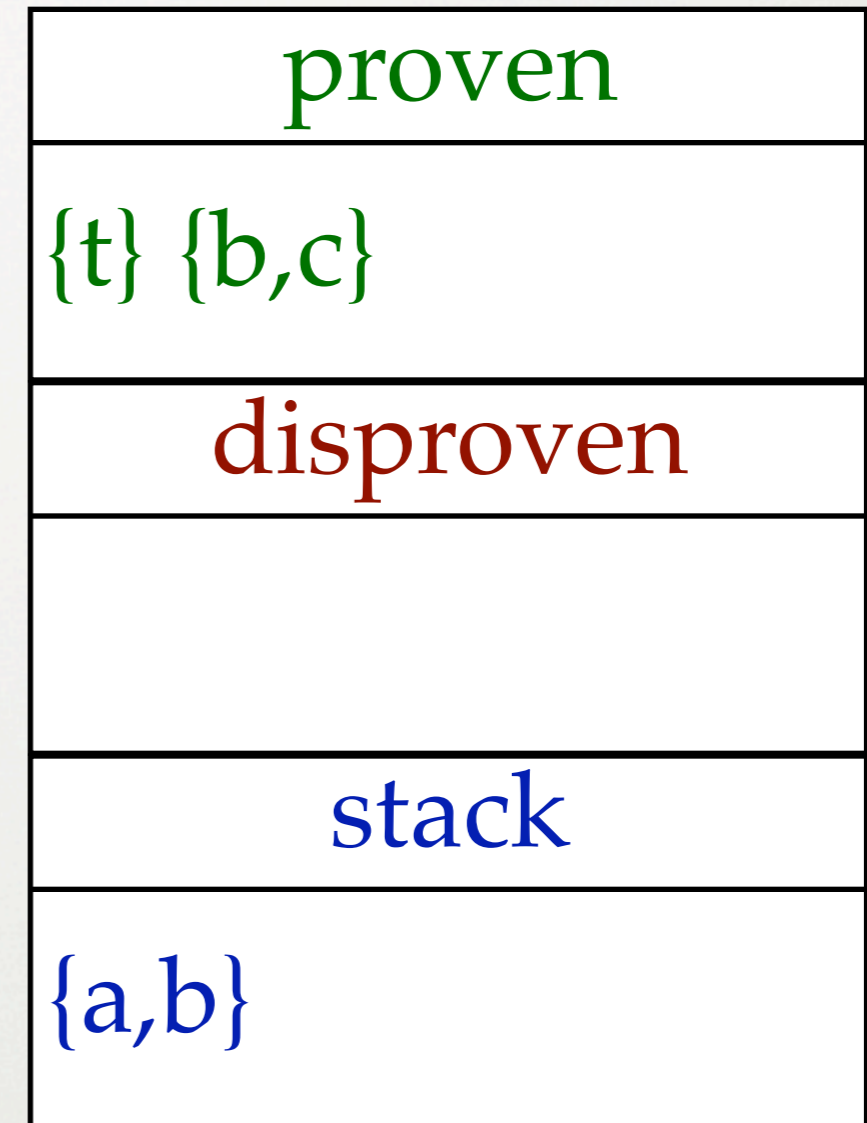 proven
{t} {b,c}
disproven
stack
{a,b}